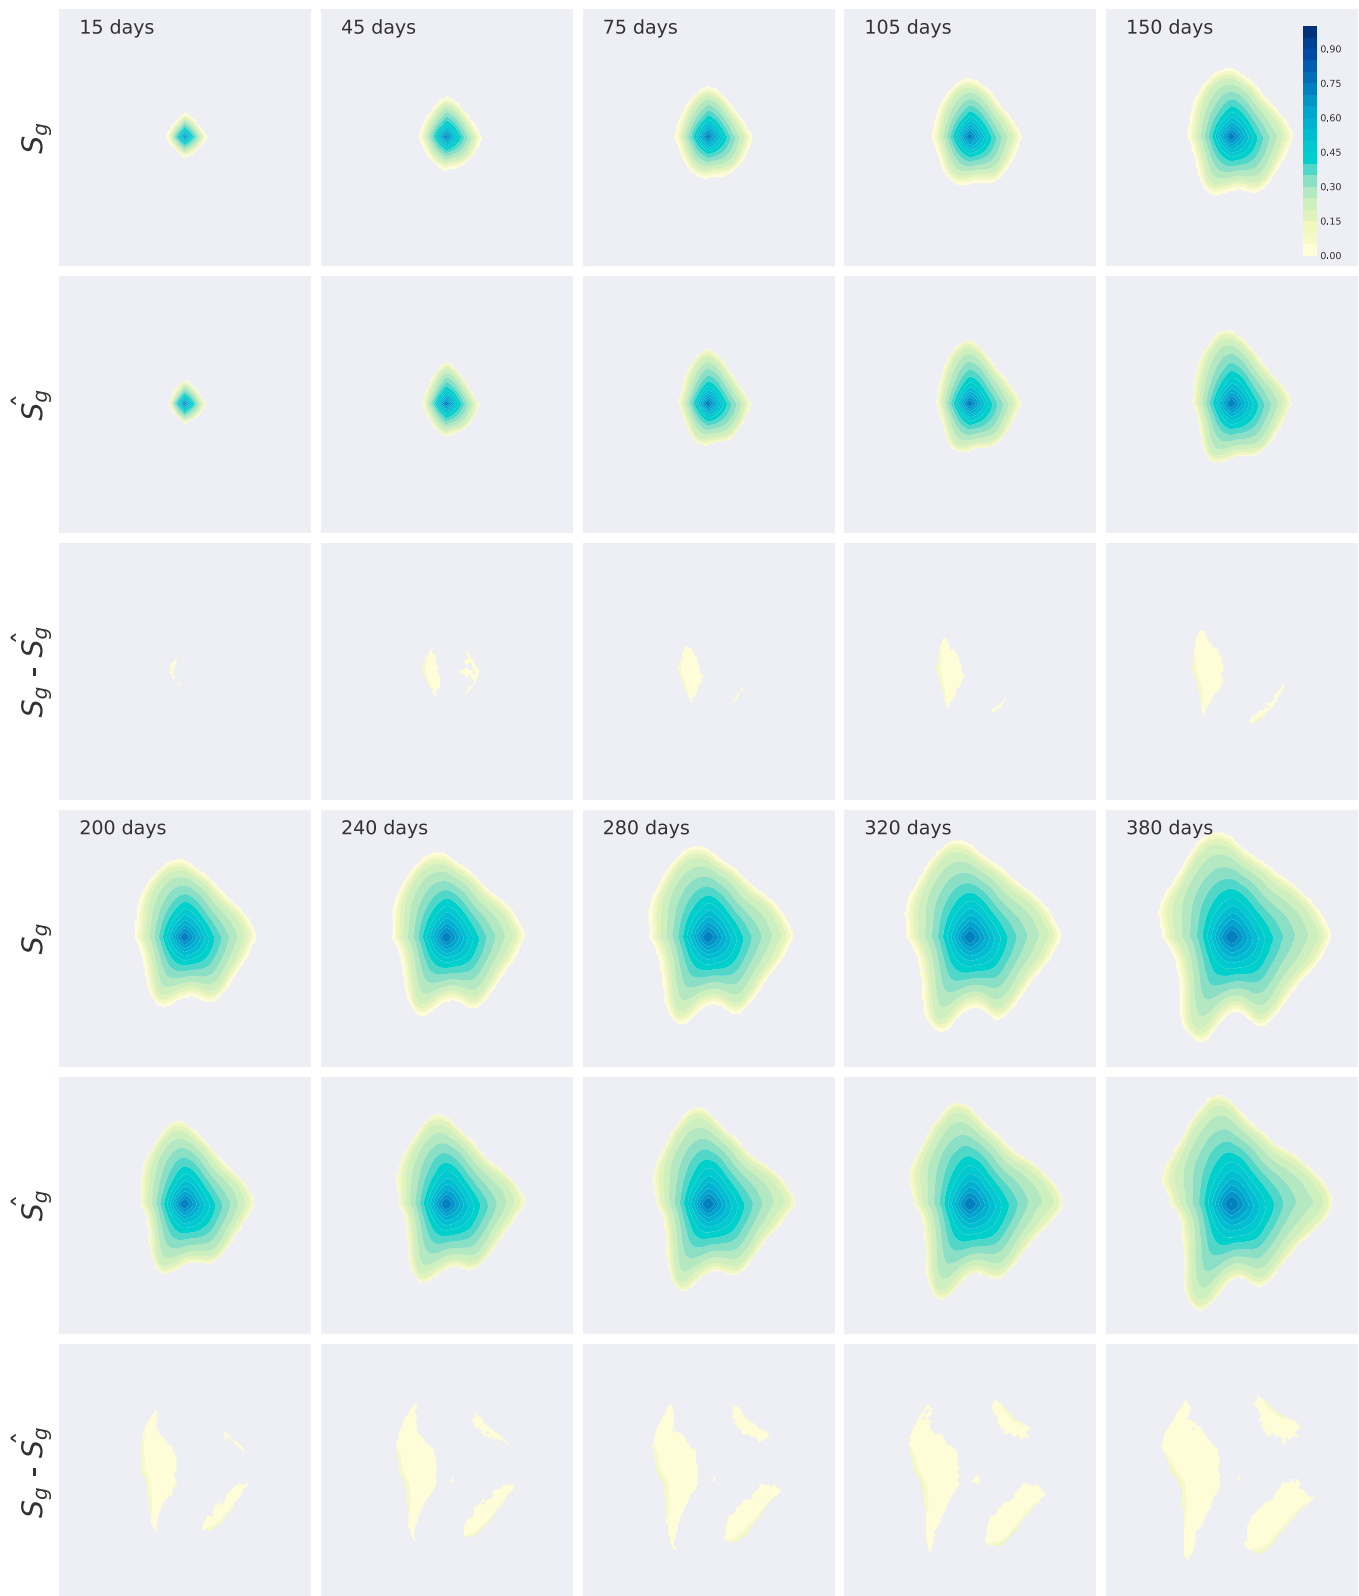 15 days
45 days
75 days
105 days
150 days
0.90
0.75
0.60
0.45
0.30
0.15
0.00
S_g
Ŝ_g
S_g - Ŝ_g
200 days
240 days
280 days
320 days
380 days
S_g
Ŝ_g
S_g - Ŝ_g